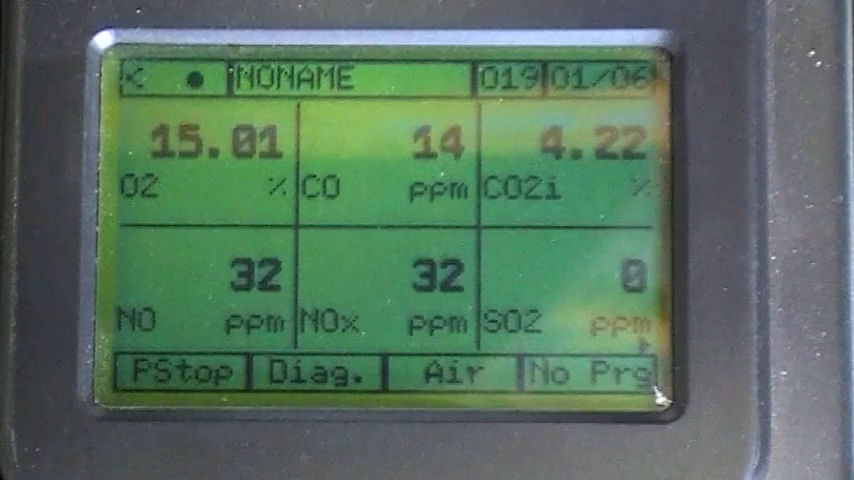 NONAME 019 01/06
15.01 14 4.22
O2 % CO ppm CO2i %
32 32 0
NO ppm NOx ppm SO2 ppm
PStop Diag. Air No Prg